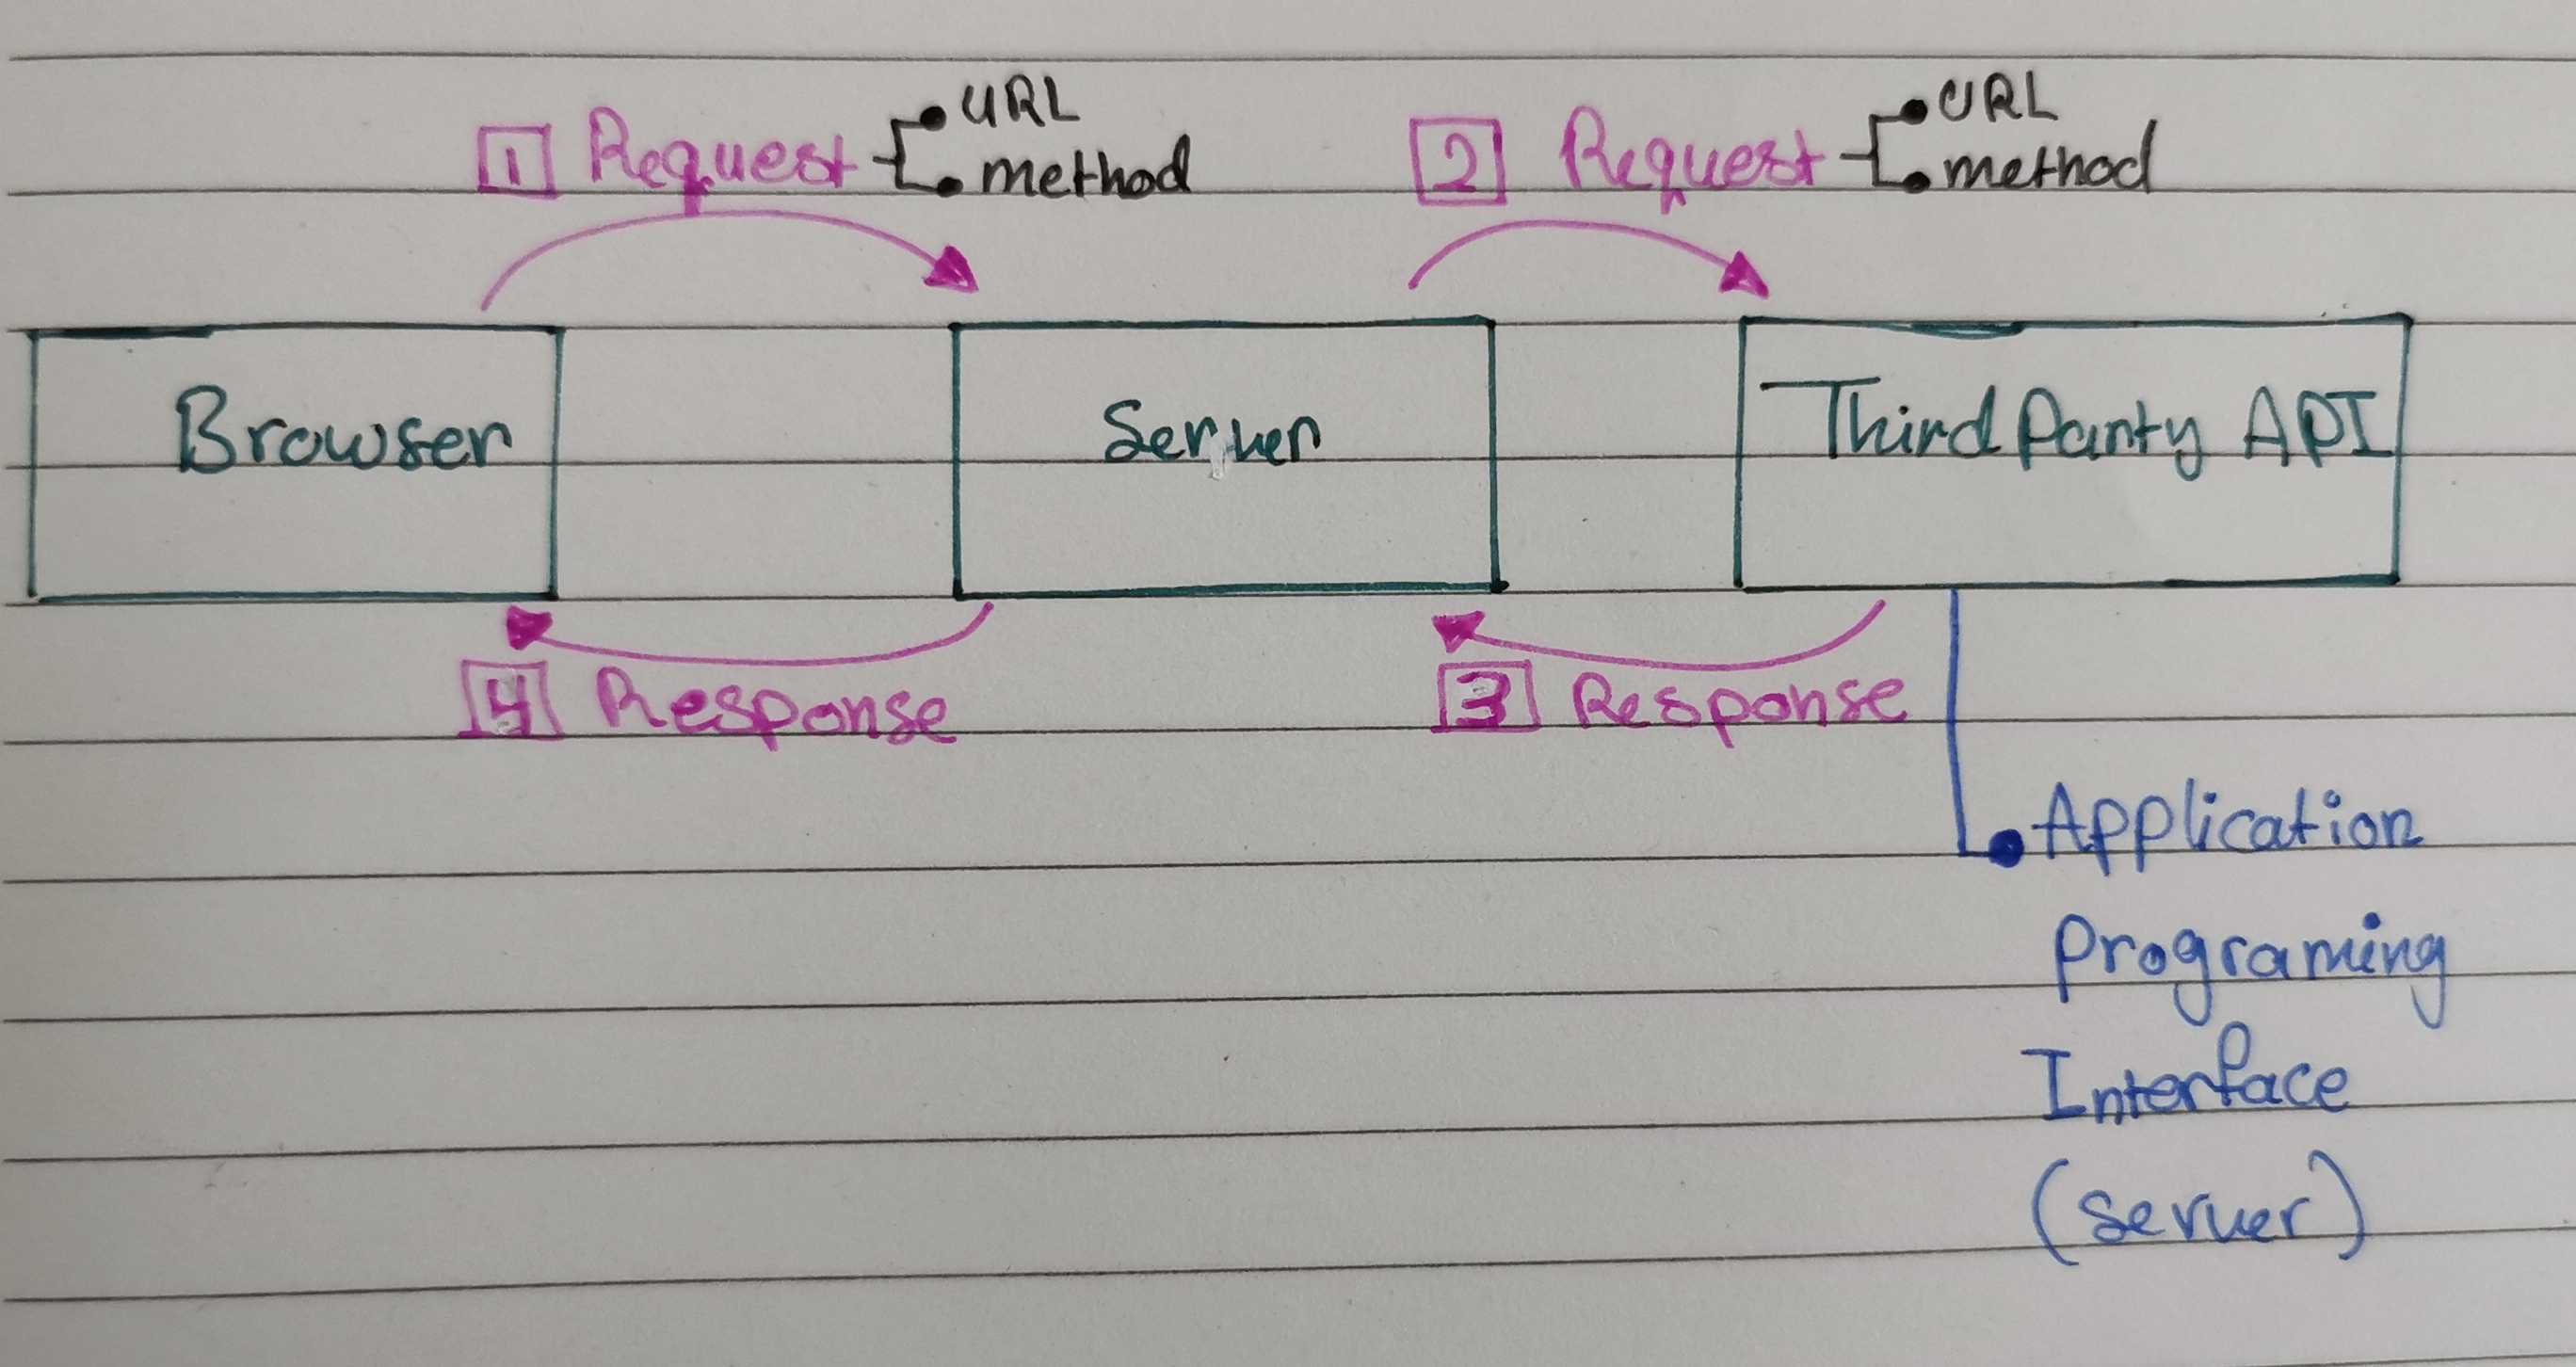 1 Request
URL
method
2 Request
URL
method
Browser
Server
Third Party API
4 Response
3 Response
Application
Programing
Interface
(server)